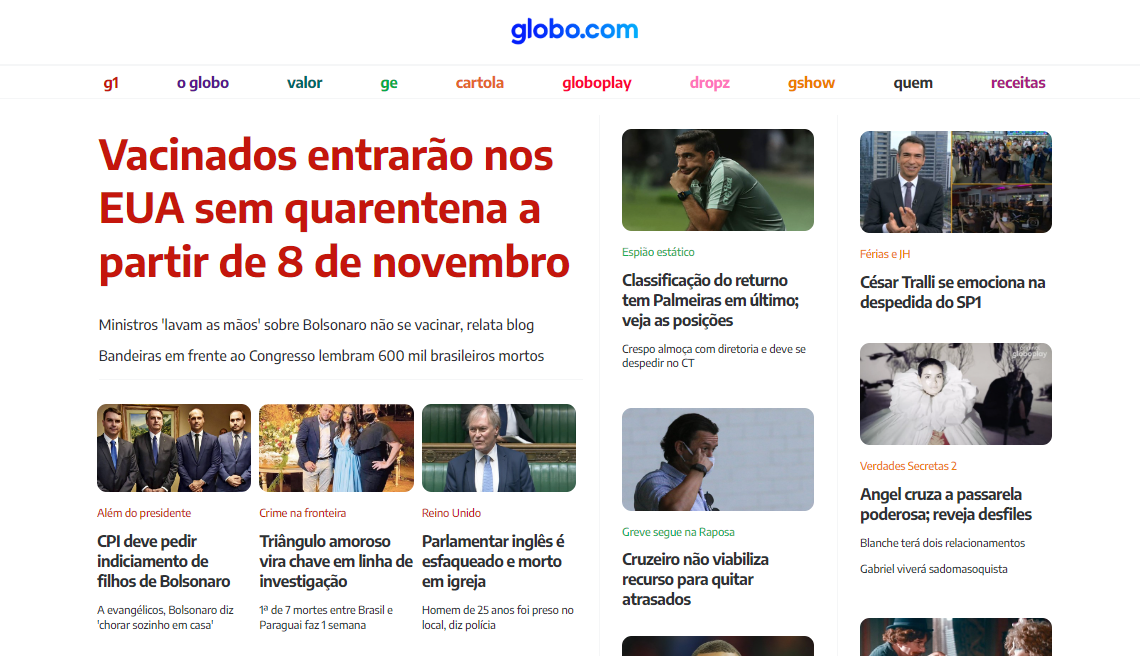 globo.com
g1 o globo valor ge cartola globoplay dropz gshow quem receitas
Vacinados entrarão nos
EUA sem quarentena a
partir de 8 de novembro
Ministros 'lavam as mãos' sobre Bolsonaro não se vacinar, relata blog
Bandeiras em frente ao Congresso lembram 600 mil brasileiros mortos
Além do presidente
CPI deve pedir
indiciamento de
filhos de Bolsonaro
A evangélicos, Bolsonaro diz
'chorar sozinho em casa'
Crime na fronteira
Triângulo amoroso
vira chave em linha de
investigação
1ª de 7 mortes entre Brasil e
Paraguai faz 1 semana
Reino Unido
Parlamentar inglês é
esfaqueado e morto
em igreja
Homem de 25 anos foi preso no
local, diz polícia
Espião estático
Classificação do returno
tem Palmeiras em último;
veja as posições
Crespo almoça com diretoria e deve se
despedir no CT
Greve segue na Raposa
Cruzeiro não viabiliza
recurso para quitar
atrasados
Férias e JH
César Tralli se emociona na
despedida do SP1
globoplay
Verdades Secretas 2
Angel cruza a passarela
poderosa; reveja desfiles
Blanche terá dois relacionamentos
Gabriel viverá sadomasoquista